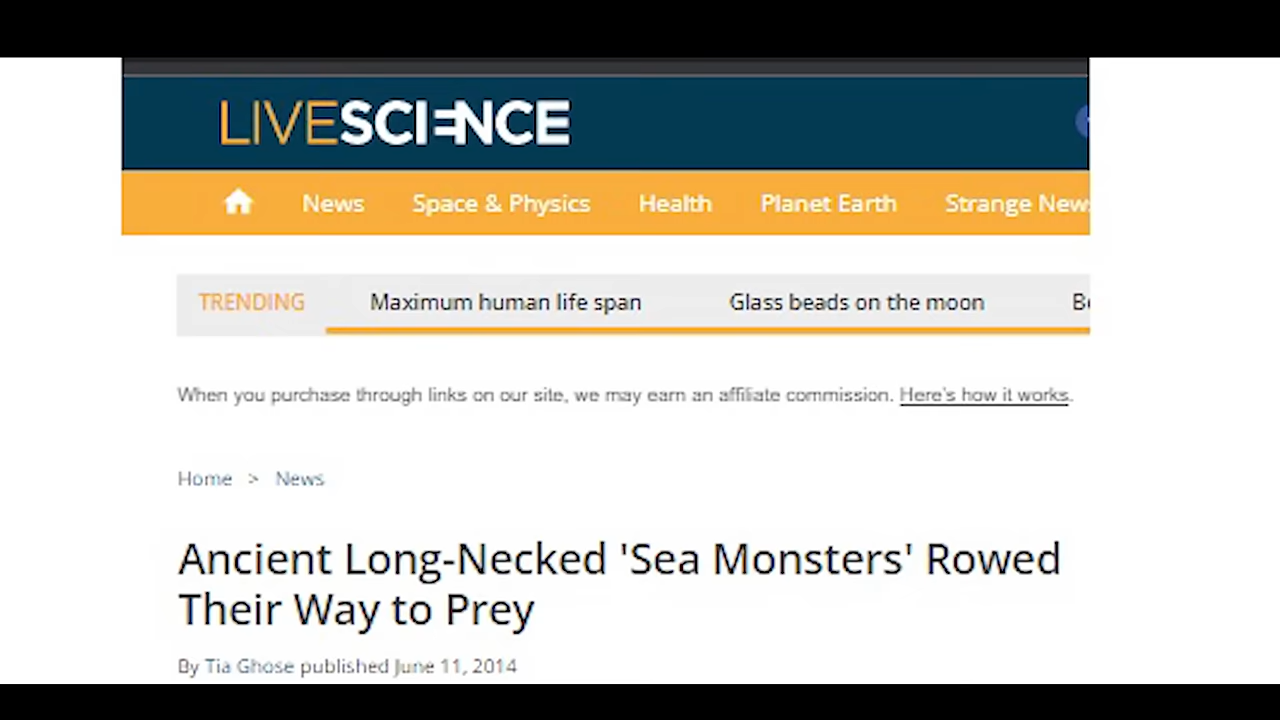 LIVESCIENCE
News Space & Physics Health Planet Earth Strange New
TRENDING Maximum human life span Glass beads on the moon
When you purchase through links on our site, we may earn an affiliate commission. Here's how it works.
Home > News
Ancient Long-Necked 'Sea Monsters' Rowed
Their Way to Prey
By Tia Ghose published June 11, 2014